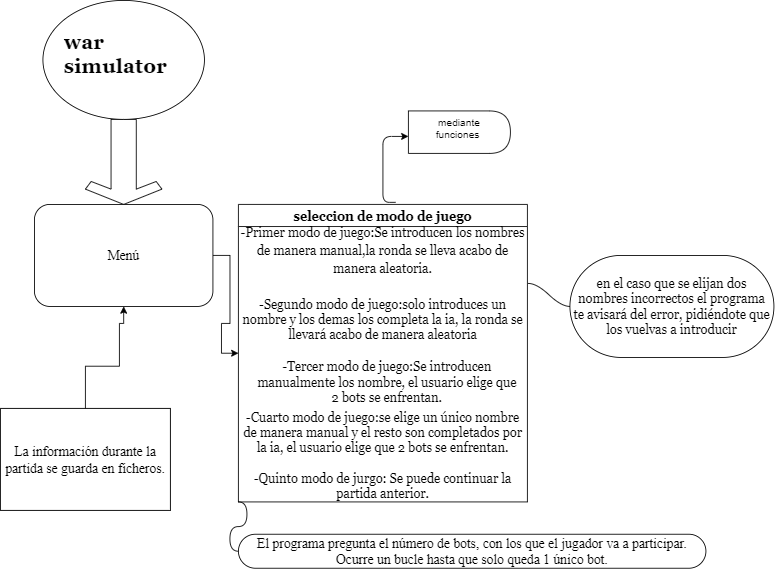 war
simulator
mediante
funciones
Menú
seleccion de modo de juego
-Primer modo de juego:Se introducen los nombres
de manera manual,la ronda se lleva acabo de
manera aleatoria.
-Segundo modo de juego:solo introduces un
nombre y los demas los completa la ia, la ronda se
llevará acabo de manera aleatoria
-Tercer modo de juego:Se introducen
manualmente los nombre, el usuario elige que
2 bots se enfrentan.
-Cuarto modo de juego:se elige un único nombre
de manera manual y el resto son completados por
la ia, el usuario elige que 2 bots se enfrentan.
-Quinto modo de jurgo: Se puede continuar la
partida anterior.
en el caso que se elijan dos
nombres incorrectos el programa
te avisará del error, pidiéndote que
los vuelvas a introducir
La información durante la
partida se guarda en ficheros.
El programa pregunta el número de bots, con los que el jugador va a participar.
Ocurre un bucle hasta que solo queda 1 único bot.